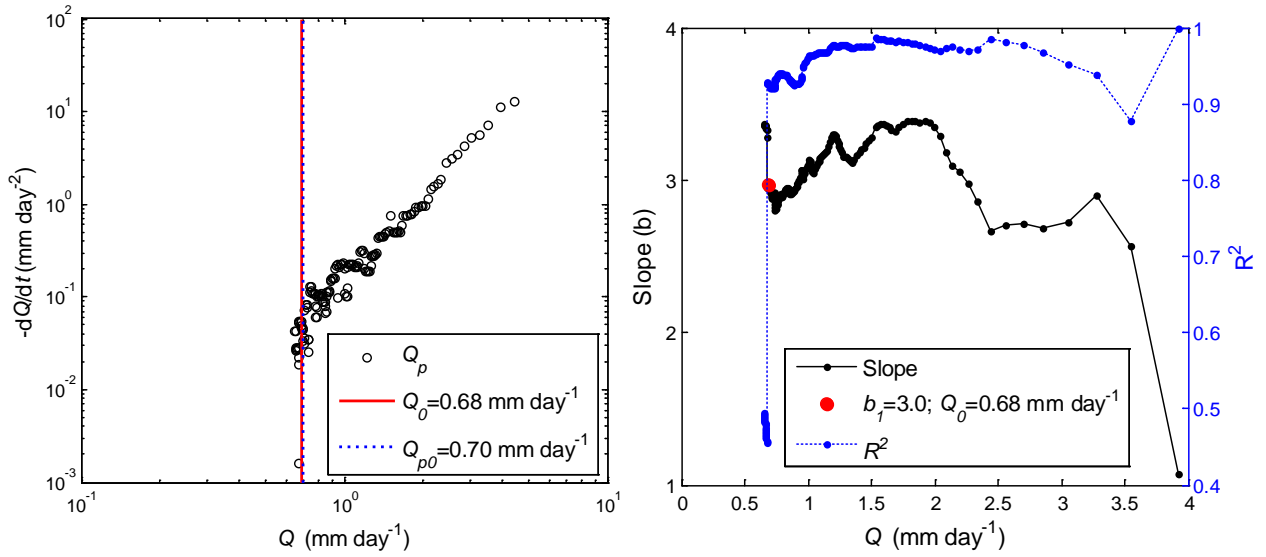 10^2
10^1
10^0
10^-1
10^-2
10^-3
-dQ/dt (mm day^-2)
Q_p
Q_0=0.68 mm day^-1
Q_p0=0.70 mm day^-1
10^-1 10^0 10^1
Q (mm day^-1)
4
3
2
1
Slope (b)
1
0.9
0.8
0.7
0.6
0.5
0.4
R^2
Slope
b_1=3.0; Q_0=0.68 mm day^-1
R^2
0 0.5 1 1.5 2 2.5 3 3.5 4
Q (mm day^-1)